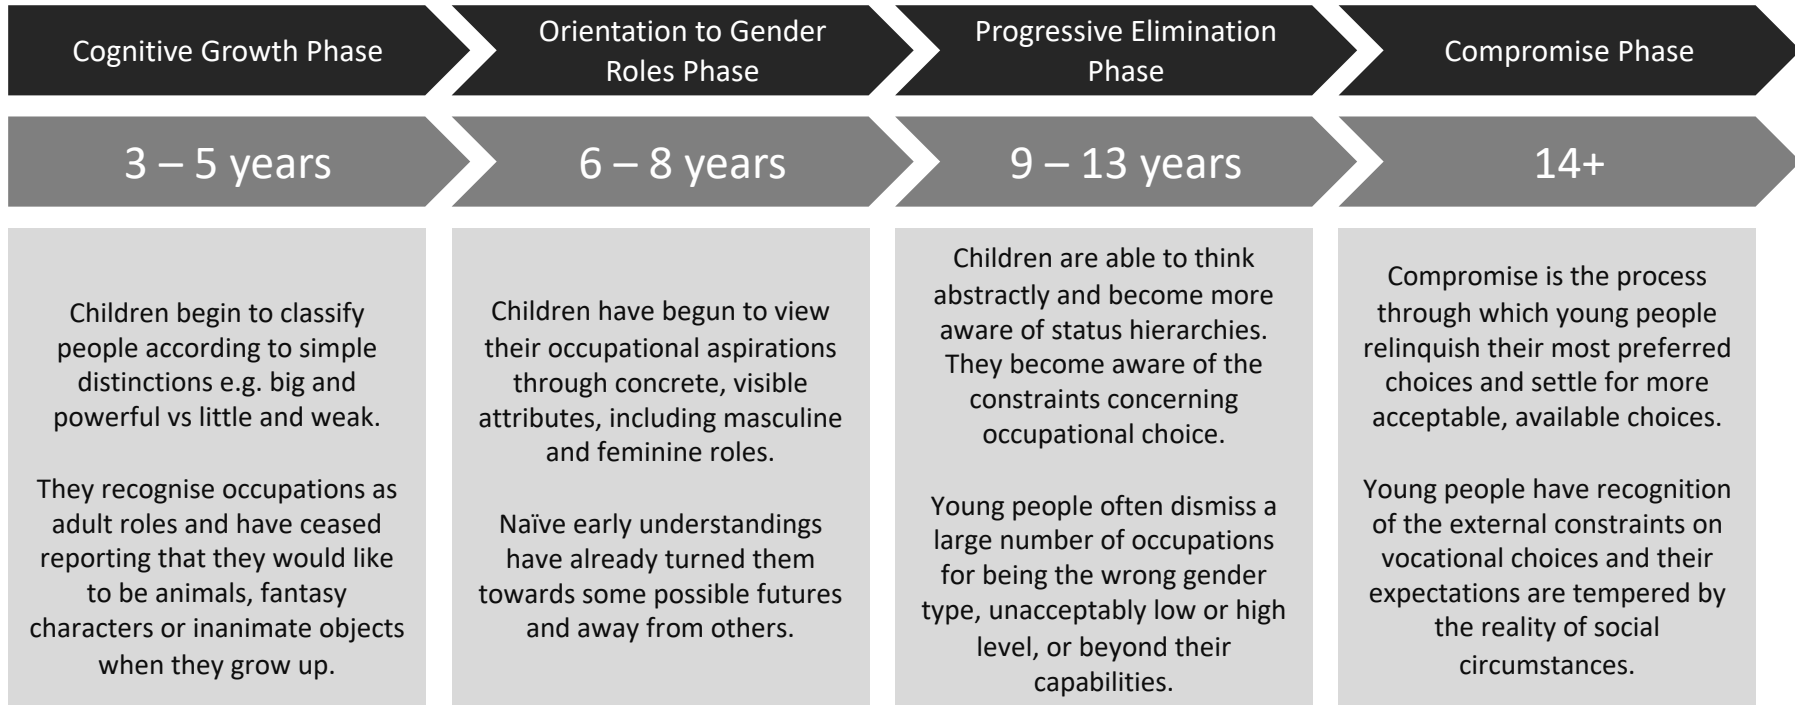 Cognitive Growth Phase
Orientation to Gender
Roles Phase
Progressive Elimination
Phase
Compromise Phase
3 – 5 years
6 – 8 years
9 – 13 years
14+
Children begin to classify
people according to simple
distinctions e.g. big and
powerful vs little and weak.
They recognise occupations as
adult roles and have ceased
reporting that they would like
to be animals, fantasy
characters or inanimate objects
when they grow up.
Children have begun to view
their occupational aspirations
through concrete, visible
attributes, including masculine
and feminine roles.
Naïve early understandings
have already turned them
towards some possible futures
and away from others.
Children are able to think
abstractly and become more
aware of status hierarchies.
They become aware of the
constraints concerning
occupational choice.
Young people often dismiss a
large number of occupations
for being the wrong gender
type, unacceptably low or high
level, or beyond their
capabilities.
Compromise is the process
through which young people
relinquish their most preferred
choices and settle for more
acceptable, available choices.
Young people have recognition
of the external constraints on
vocational choices and their
expectations are tempered by
the reality of social
circumstances.